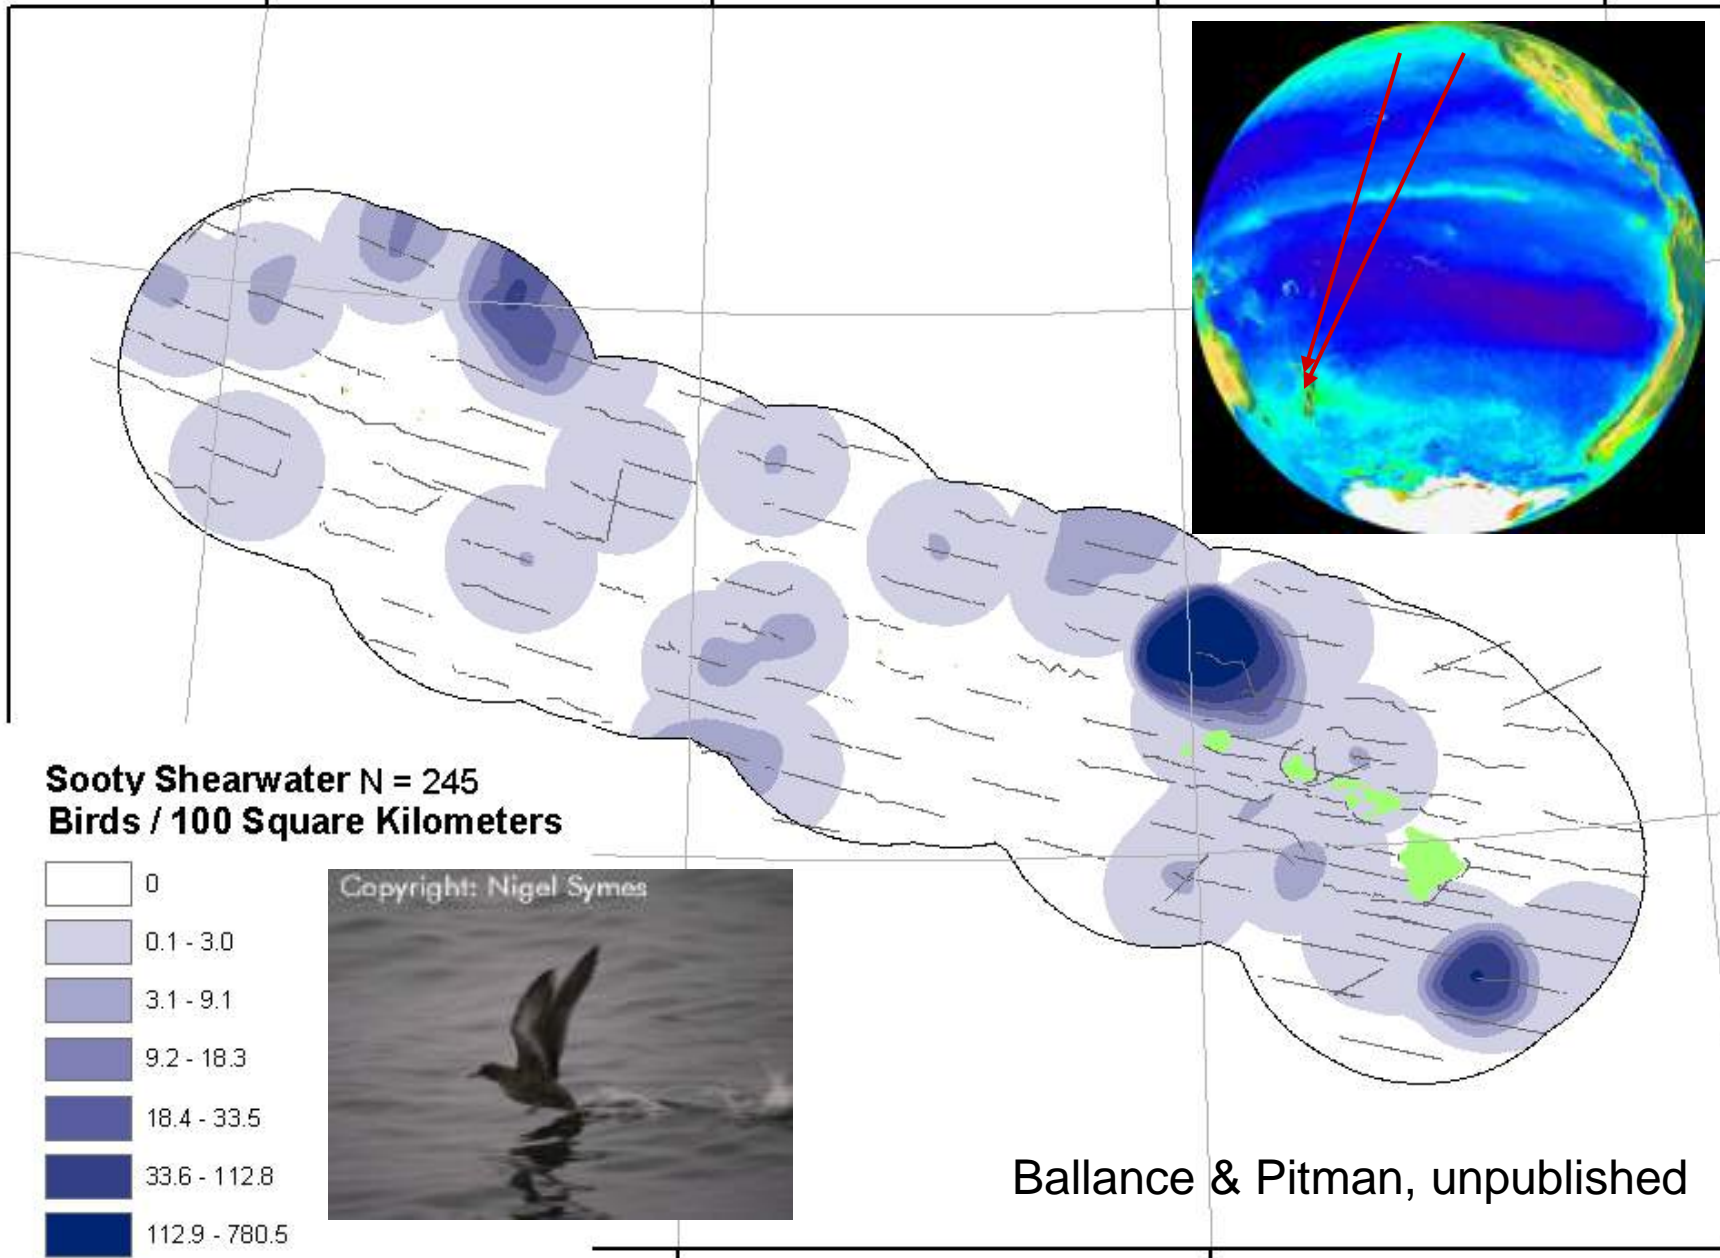 Sooty Shearwater N = 245
Birds / 100 Square Kilometers
0
0.1 - 3.0
3.1 - 9.1
9.2 - 18.3
18.4 - 33.5
33.6 - 112.8
112.9 - 780.5
Copyright: Nigel Symes
Ballance & Pitman, unpublished